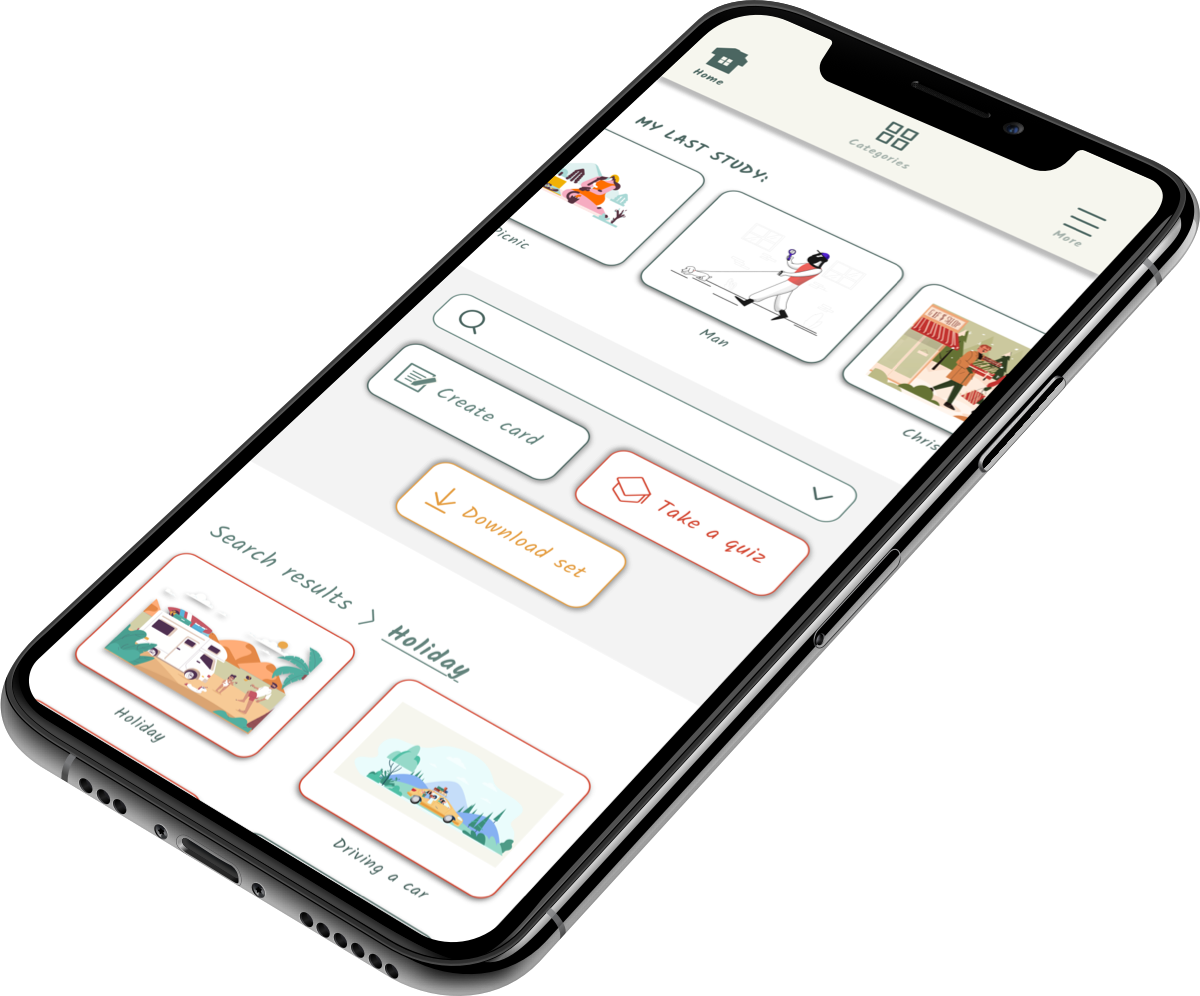 Home
Categories
More
MY LAST STUDY:
Picnic
Man
Chris
Create card
Take a quiz
Download set
Search results > Holiday
Holiday
Driving a car